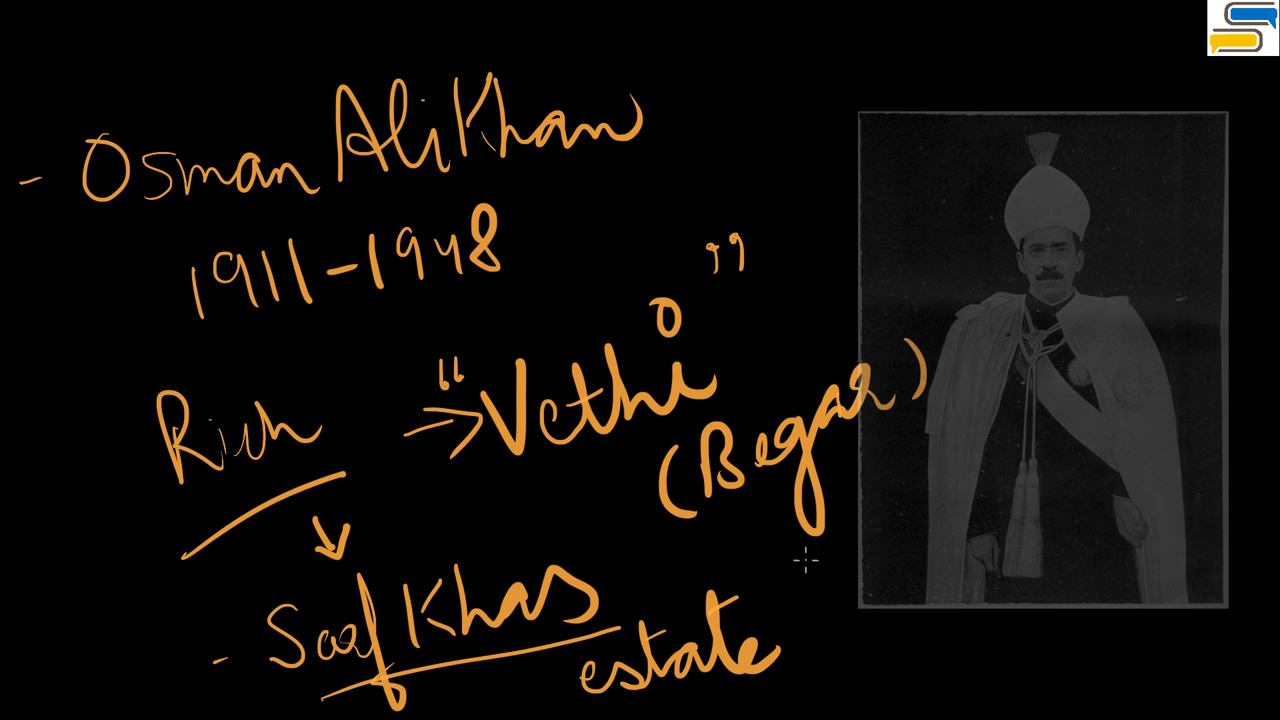 - Osman Ali Khan
1911-1948
Rich → "Vethi"
(Begar)
↓
- Sarf Khas
estate